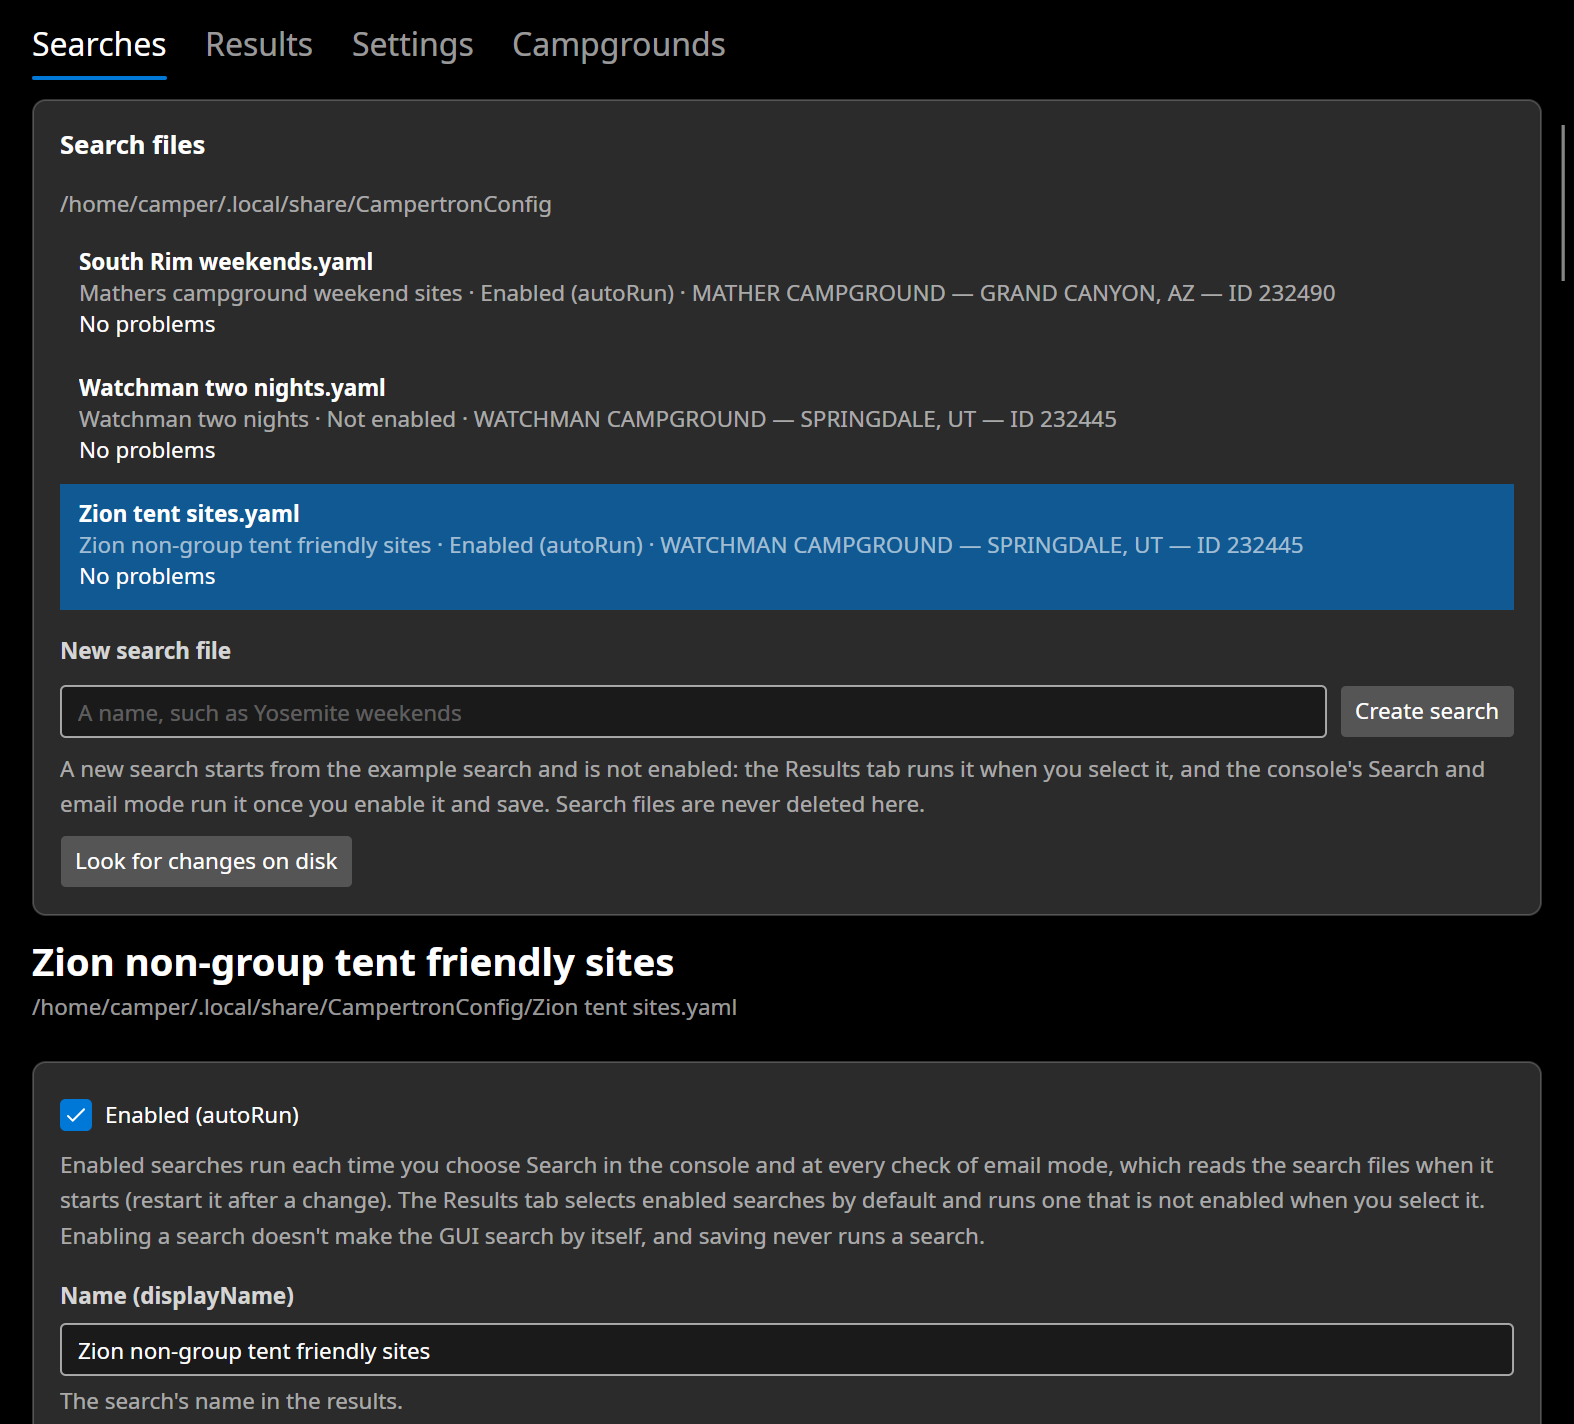 Searches Results Settings Campgrounds
Search files
/home/camper/.local/share/CampertronConfig
South Rim weekends.yaml
Mathers campground weekend sites · Enabled (autoRun) · MATHER CAMPGROUND — GRAND CANYON, AZ — ID 232490
No problems
Watchman two nights.yaml
Watchman two nights · Not enabled · WATCHMAN CAMPGROUND — SPRINGDALE, UT — ID 232445
No problems
Zion tent sites.yaml
Zion non-group tent friendly sites · Enabled (autoRun) · WATCHMAN CAMPGROUND — SPRINGDALE, UT — ID 232445
No problems
New search file
A name, such as Yosemite weekends
Create search
A new search starts from the example search and is not enabled: the Results tab runs it when you select it, and the console's Search and
email mode run it once you enable it and save. Search files are never deleted here.
Look for changes on disk
Zion non-group tent friendly sites
/home/camper/.local/share/CampertronConfig/Zion tent sites.yaml
Enabled (autoRun)
Enabled searches run each time you choose Search in the console and at every check of email mode, which reads the search files when it
starts (restart it after a change). The Results tab selects enabled searches by default and runs one that is not enabled when you select it.
Enabling a search doesn't make the GUI search by itself, and saving never runs a search.
Name (displayName)
Zion non-group tent friendly sites
The search's name in the results.